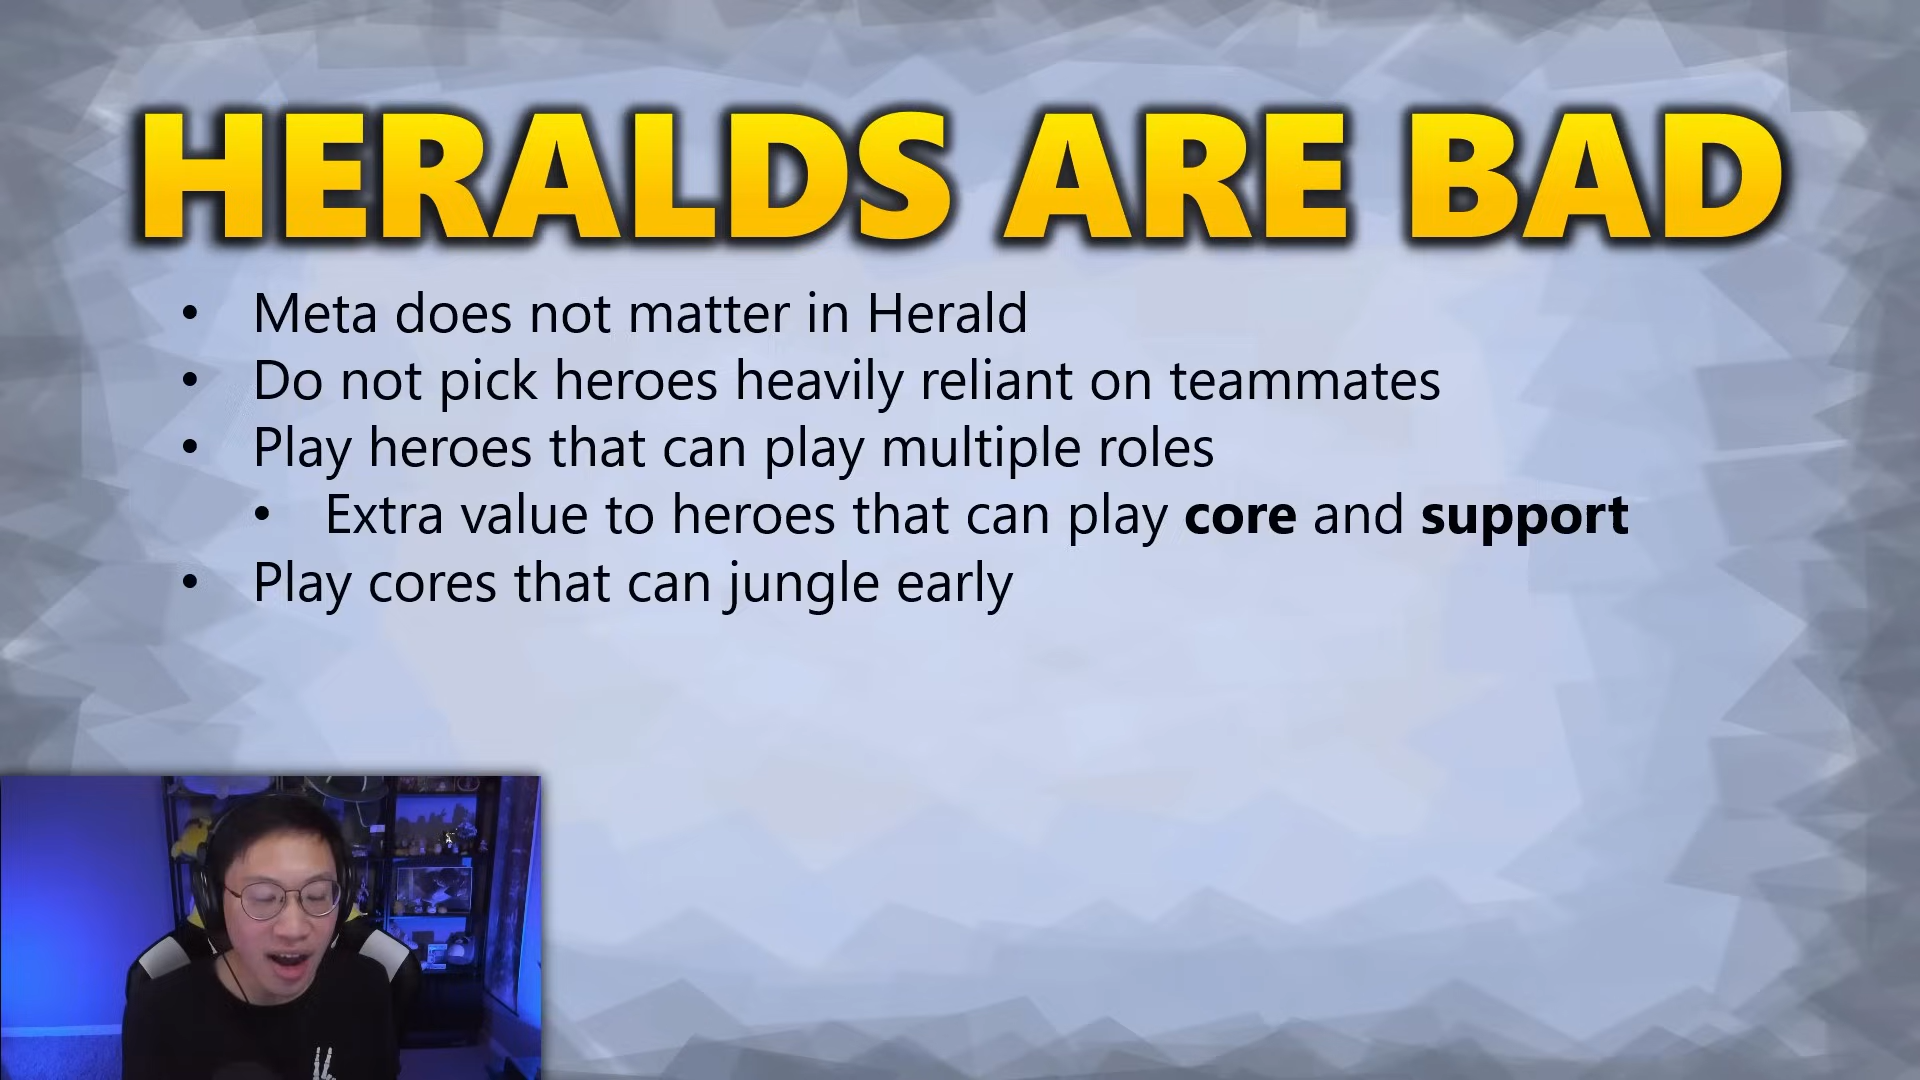 HERALDS ARE BAD
• Meta does not matter in Herald
• Do not pick heroes heavily reliant on teammates
• Play heroes that can play multiple roles
• Extra value to heroes that can play core and support
• Play cores that can jungle early